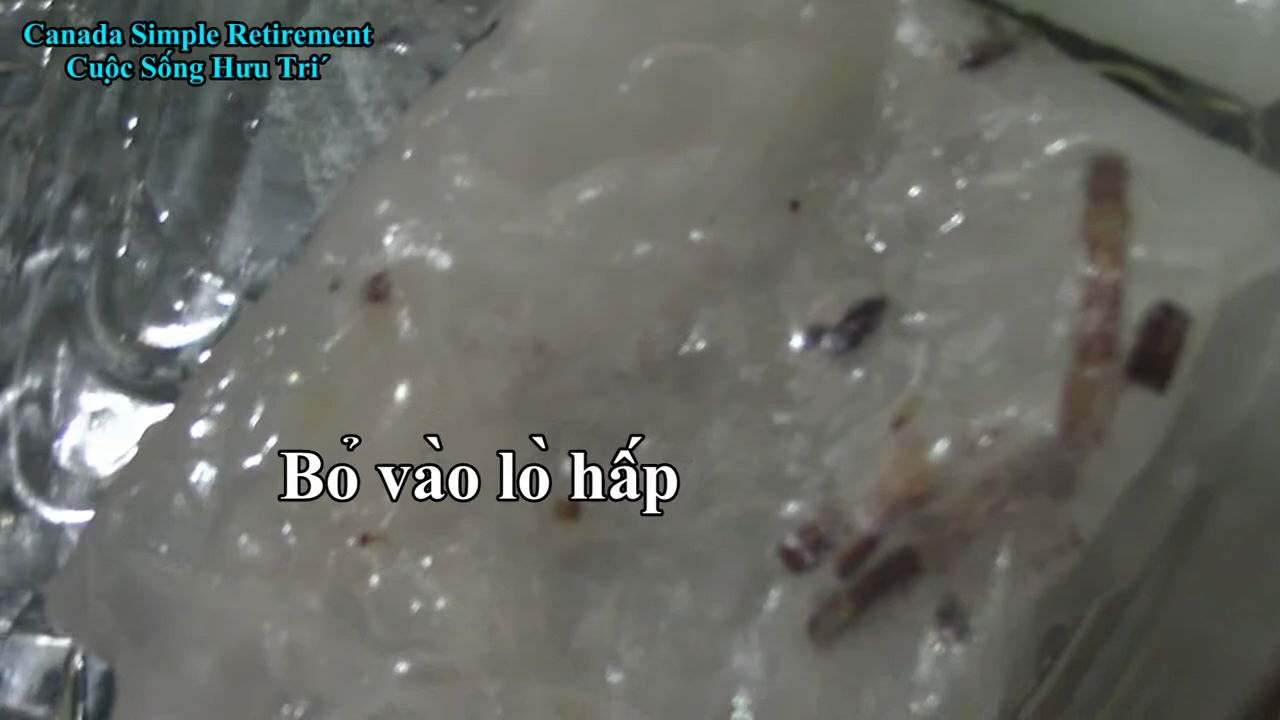 Canada Simple Retirement
Cuộc Sống Hưu Trí
Bỏ vào lò hấp